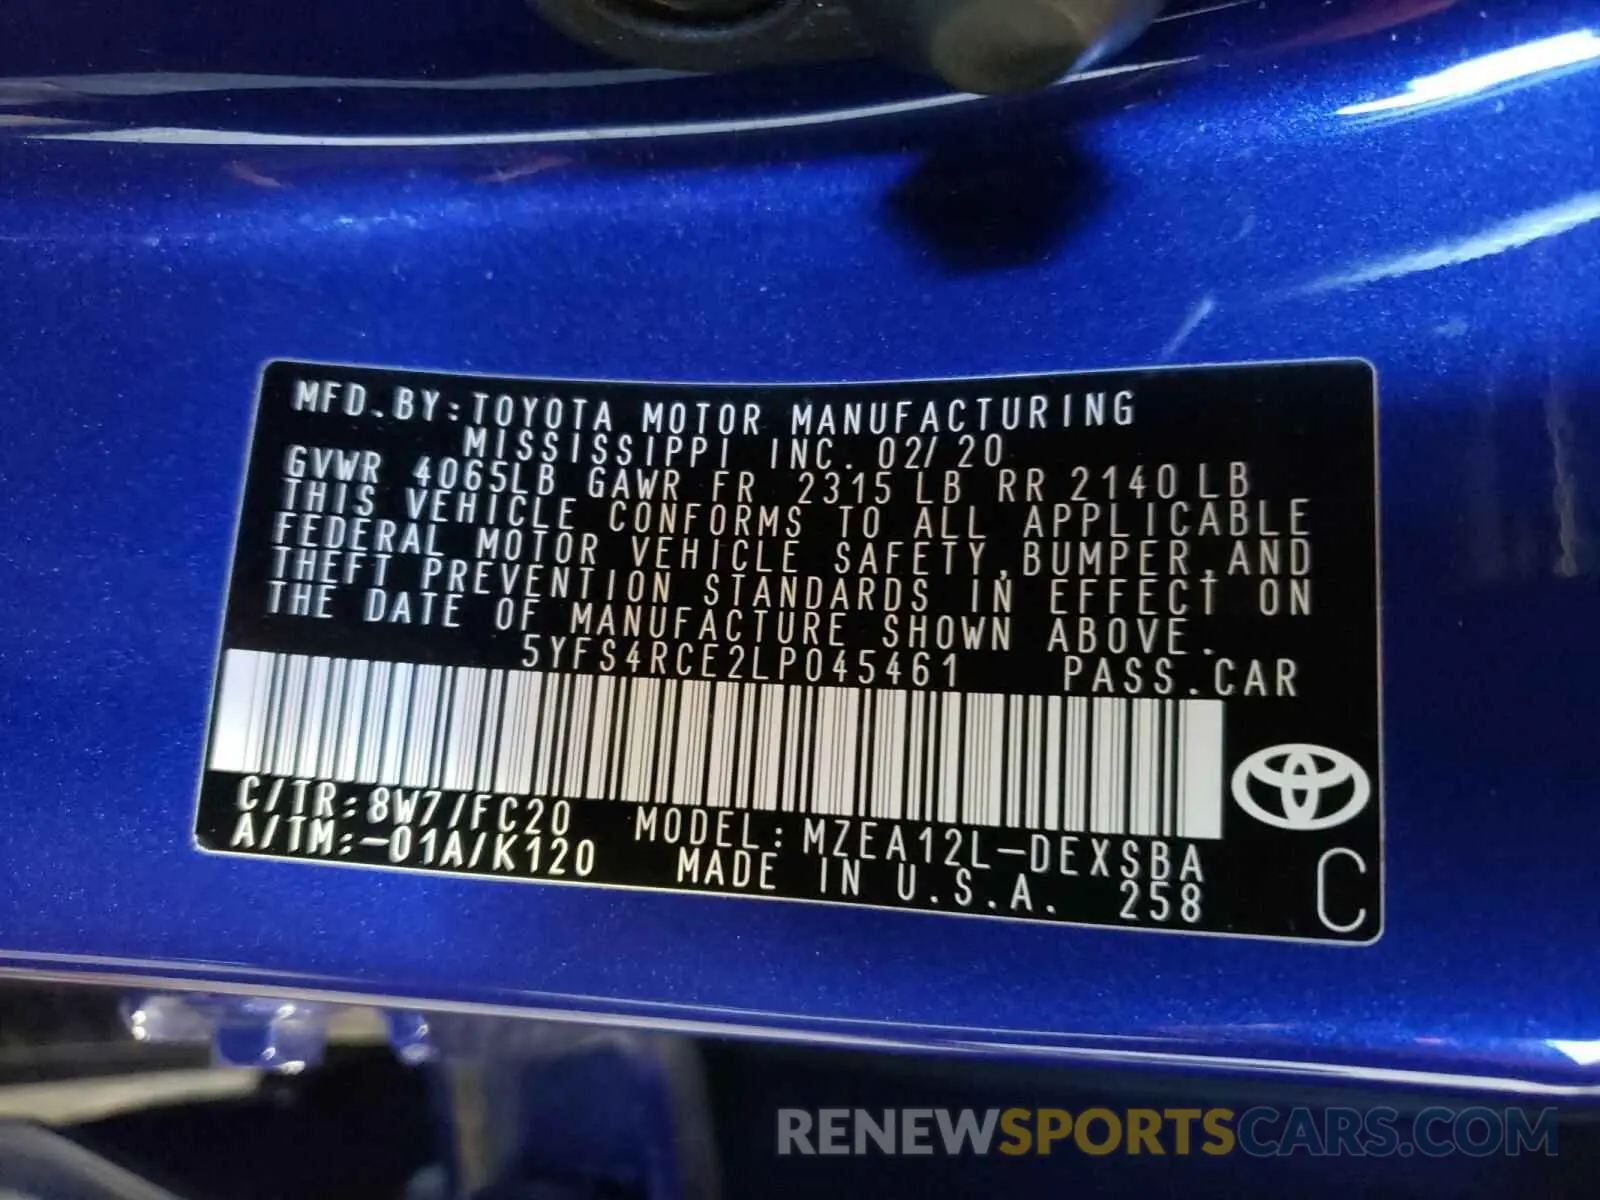 MFD.BY:TOYOTA MOTOR MANUFACTURING
MISSISSIPPI INC. 02/20
GVWR 4065LB GAWR FR 2315 LB RR 2140 LB
THIS VEHICLE CONFORMS TO ALL APPLICABLE
FEDERAL MOTOR VEHICLE SAFETY,BUMPER,AND
THEFT PREVENTION STANDARDS IN EFFECT ON
THE DATE OF MANUFACTURE SHOWN ABOVE.
5YFS4RCE2LP045461 PASS.CAR
C/TR:8W7/FC20 MODEL:MZEA12L-DEXSBA
A/TM:-01A/K120 MADE IN U.S.A. 258
C
RENEWSPORTSCARS.COM